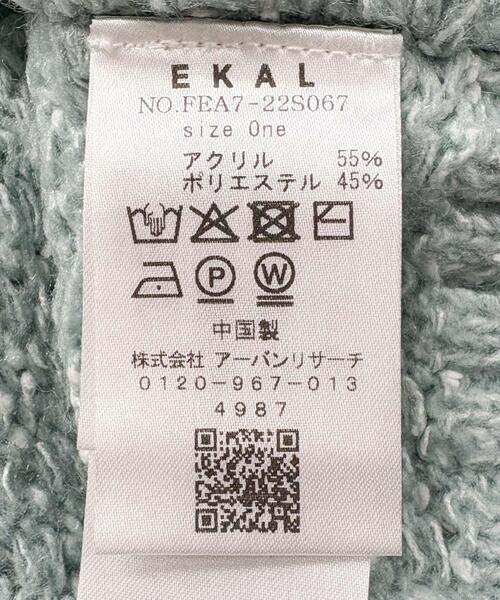 EKAL
NO.FEA7-22S067
size One
アクリル 55%
ポリエステル 45%
P W
中国製
株式会社 アーバンリサーチ
0120-967-013
4987